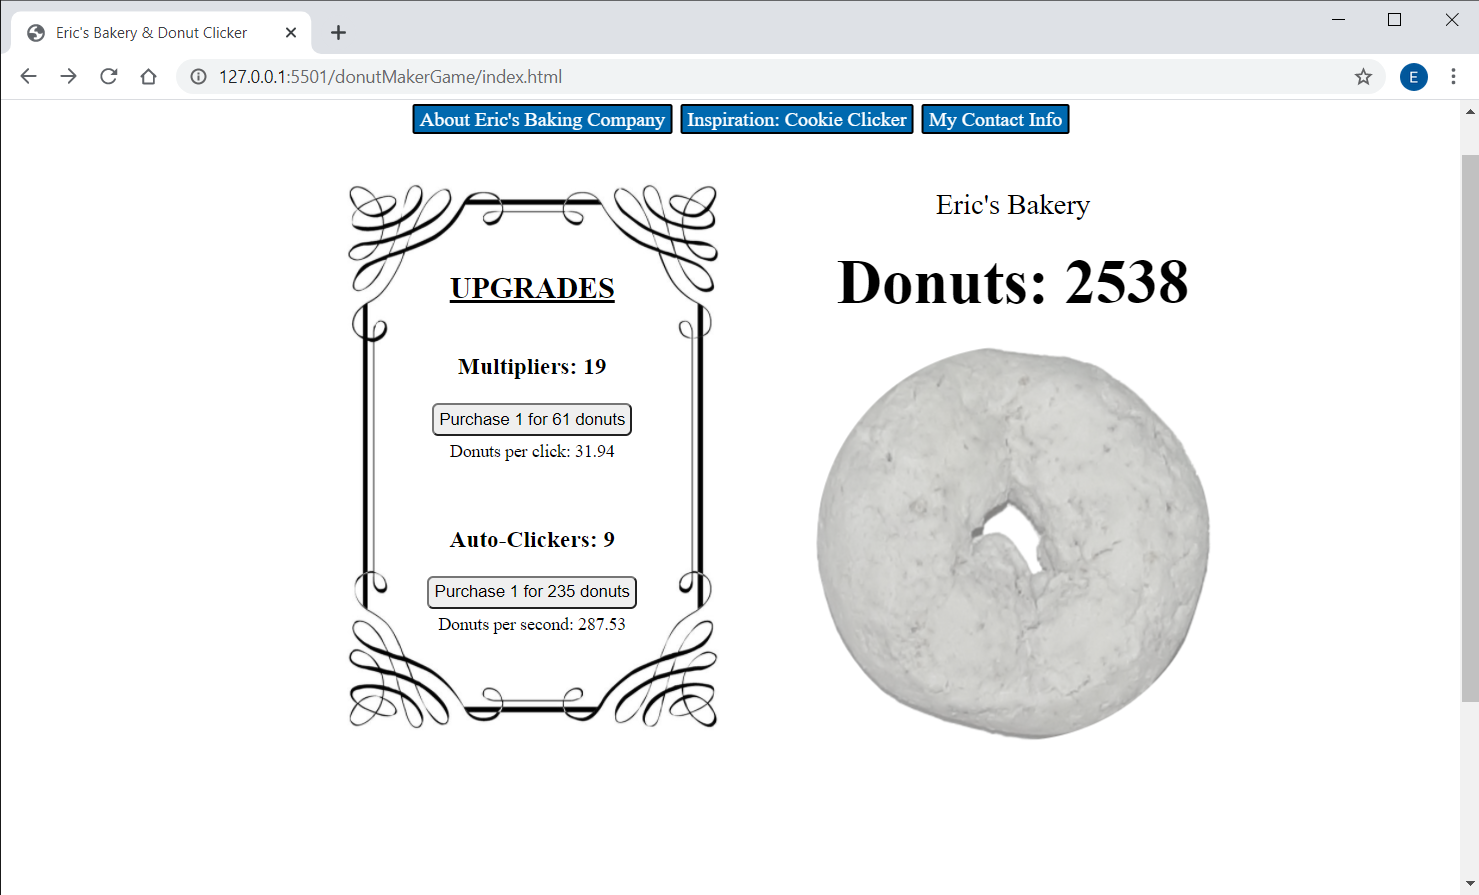 Eric's Bakery & Donut Clicker
127.0.0.1:5501/donutMakerGame/index.html
E
About Eric's Baking Company
Inspiration: Cookie Clicker
My Contact Info
UPGRADES
Multipliers: 19
Purchase 1 for 61 donuts
Donuts per click: 31.94
Auto-Clickers: 9
Purchase 1 for 235 donuts
Donuts per second: 287.53
Eric's Bakery
Donuts: 2538